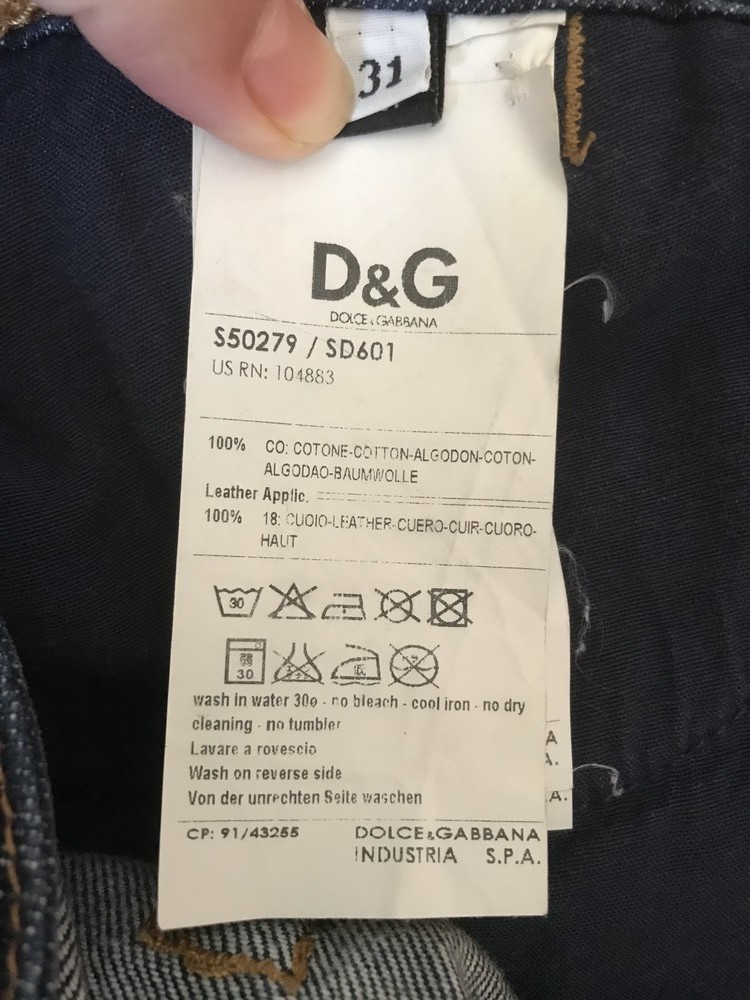 31
D&G
DOLCE & GABBANA
S50279 / SD601
US RN: 104883
100% CO: COTONE-COTTON-ALGODON-COTON-
ALGODAO-BAUMWOLLE
Leather Applic.
100% 18: CUOIO-LEATHER-CUERO-CUIR-CUORO-
HAUT
30
30
低
wash in water 30o - no bleach - cool iron - no dry
cleaning - no tumbler
Lavare a rovescio
Wash on reverse side
Von der unrechten Seite waschen
CP: 91/43255 DOLCE&GABBANA
INDUSTRIA S.P.A.
A
A.
.A.